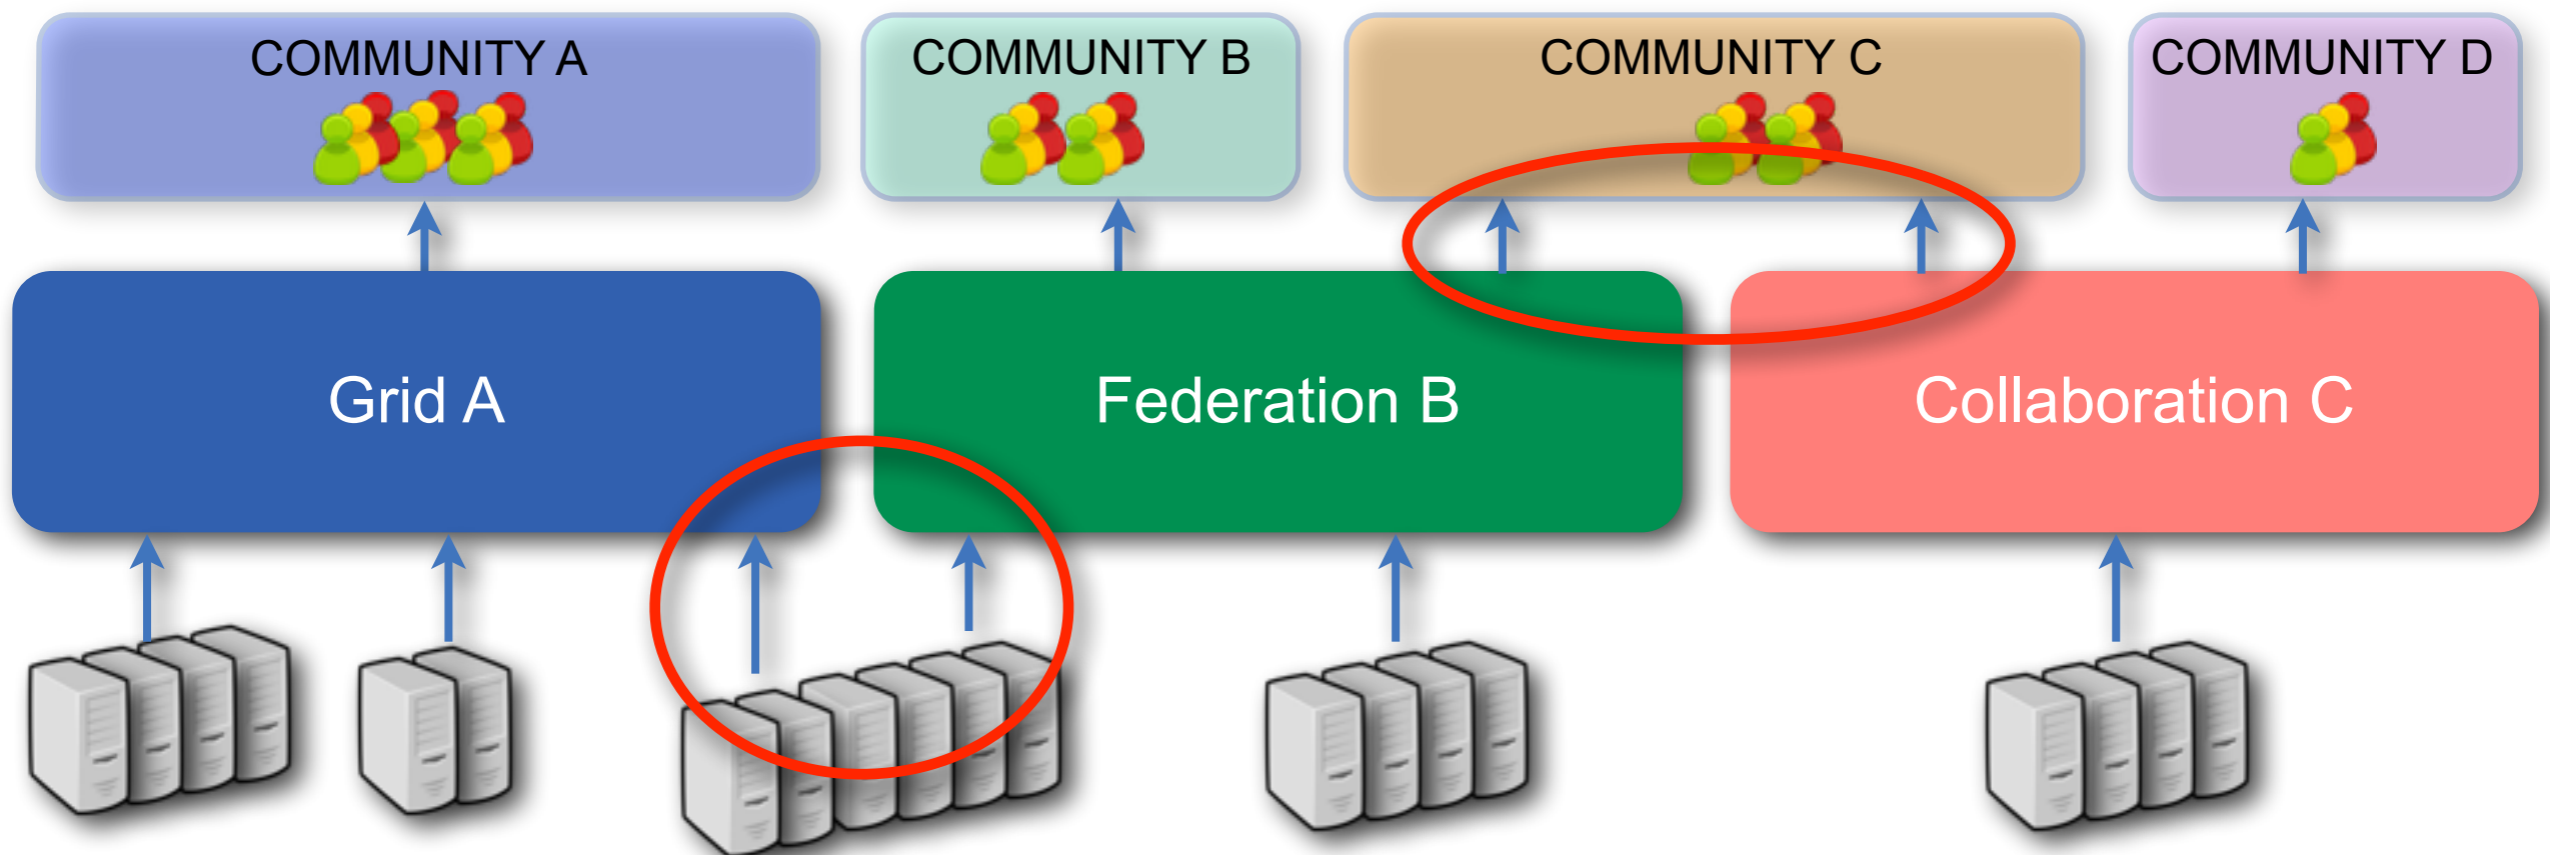 COMMUNITY A
COMMUNITY B
COMMUNITY C
COMMUNITY D
Grid A
Federation B
Collaboration C